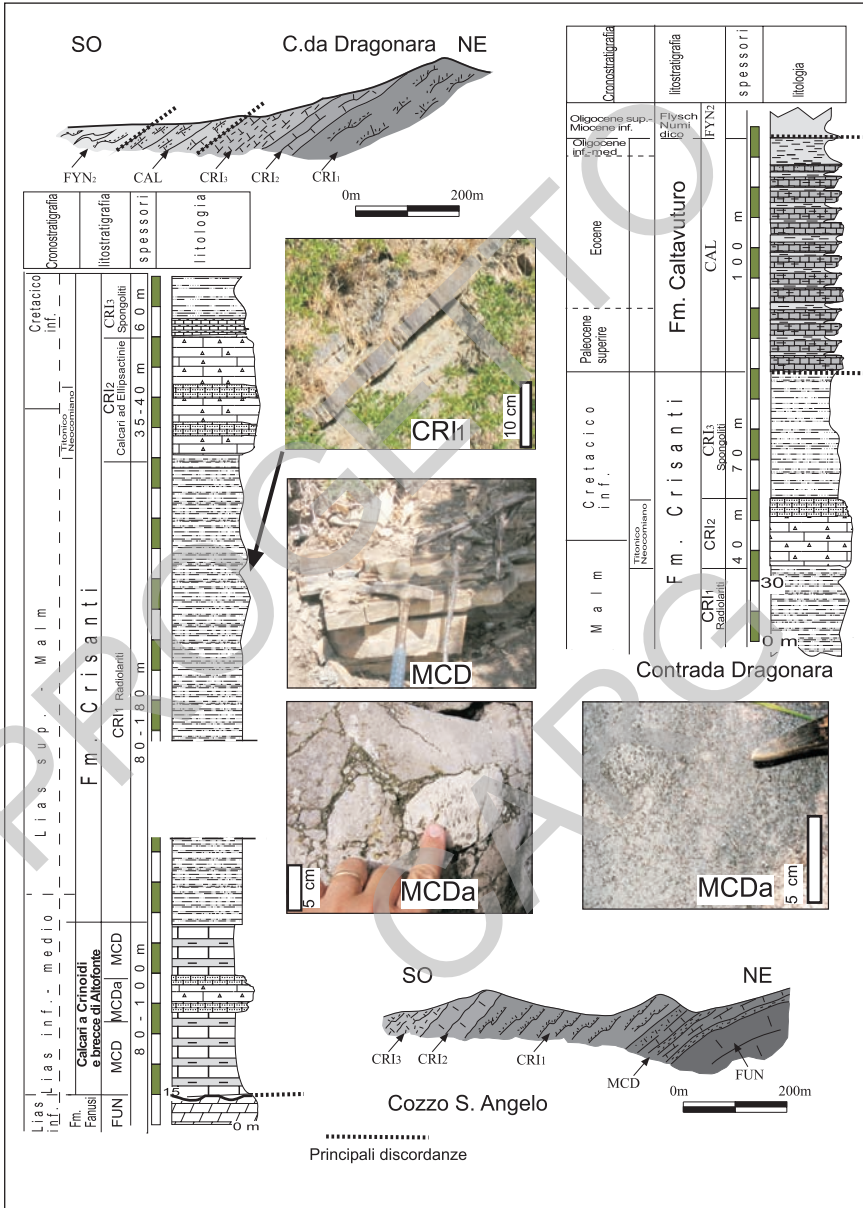 SO
C.da Dragonara
NE
FYN2
CAL
CRI3
CRI2
CRI1
0m
200m
Cronostratigrafia
litostratigrafia
spessori
litologia
Cretacico
inf.
Titonico
Neocomiano
CRI3
Spongoliti
60 m
CRI2
Calcari ad Ellipsactinie
35-40 m
Lias sup. - Malm
Fm. Crisanti
CRI1 Radiolariti
80-180 m
Lias inf.- medio
Calcari a Crinoidi
e brecce di Altofonte
MCD
MCDa
MCD
80-100m
Lias
inf.
Fm.
Fanusi
FUN
15
0 m
CRI1
10 cm
MCD
MCDa
5 cm
MCDa
5 cm
Cronostratigrafia
litostratigrafia
spessori
litologia
Oligocene sup.-
Miocene inf.
Flysch
Numi
dico
FYN2
Oligocene
inf.-med
Eocene
Paleocene
superire
Fm. Caltavuturo
CAL
100 m
Cretacico
inf.
Titonico
Neocomiano
Malm
Fm. Crisanti
CRI3
Spongoliti
70 m
CRI2
40 m
CRI1
Radiolariti
30
0 m
Contrada Dragonara
SO
NE
CRI3
CRI2
CRI1
MCD
FUN
0m
200m
Cozzo S. Angelo
Principali discordanze
PROGETTO
CARG